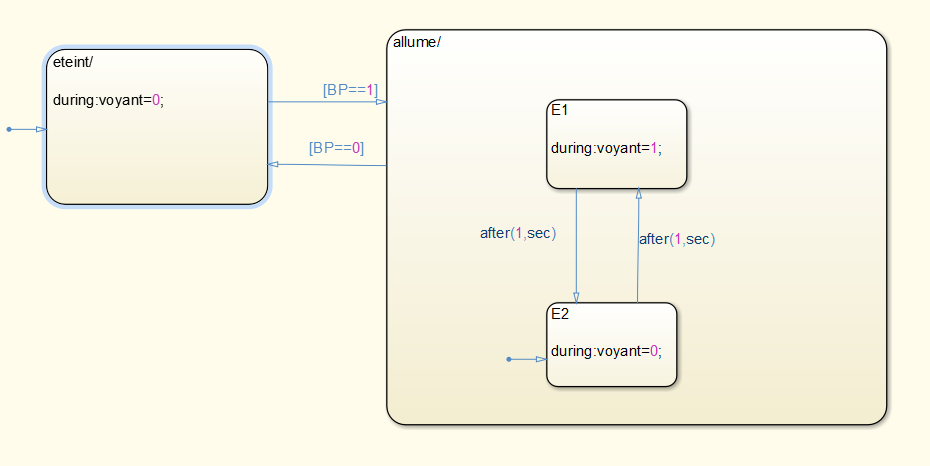 eteint/
during:voyant=0;
[BP==1]
[BP==0]
allume/
E1
during:voyant=1;
after(1,sec)
after(1,sec)
E2
during:voyant=0;